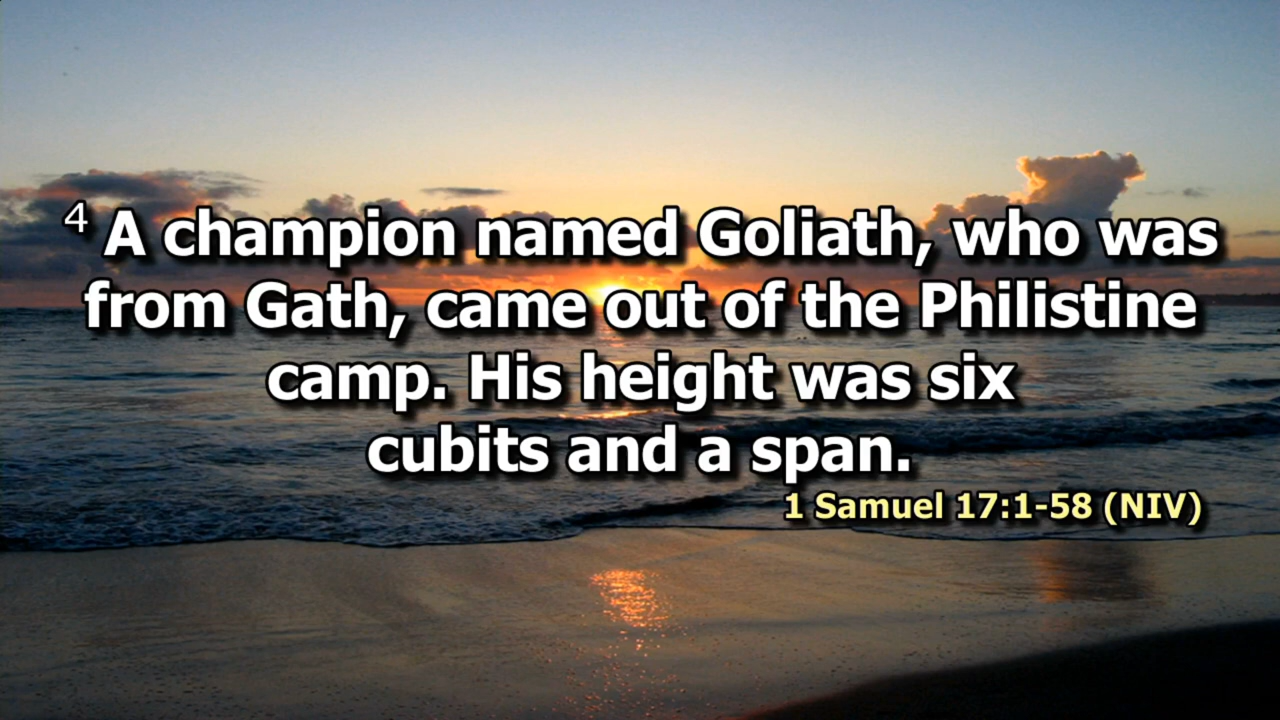 4 A champion named Goliath, who was
from Gath, came out of the Philistine
camp. His height was six
cubits and a span.
1 Samuel 17:1-58 (NIV)